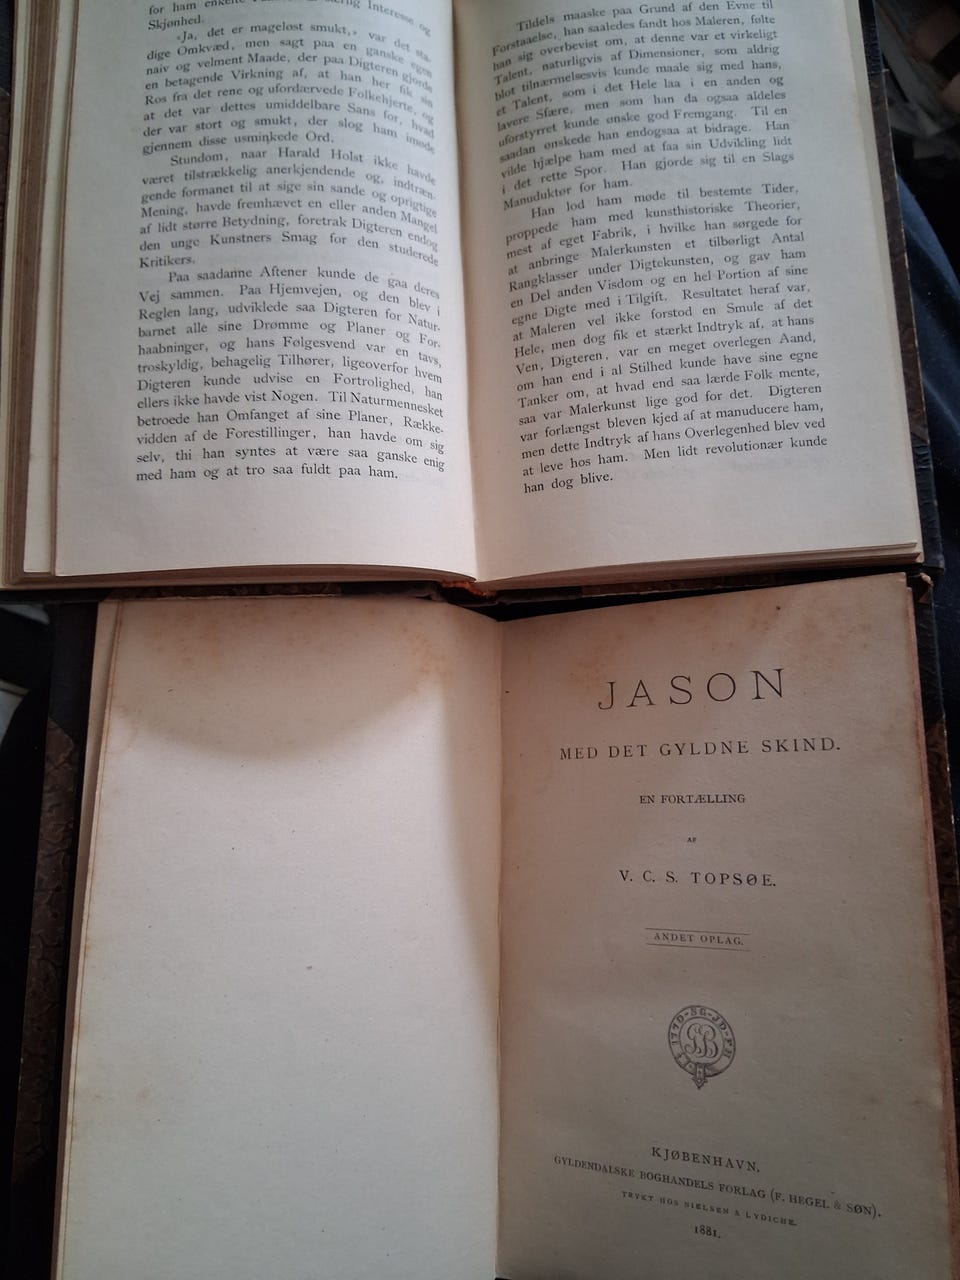 for ham enkelte Interesse og
Skjønhed.
»Ja, det er mageløst smukt,« var det sta-
dige Omkvæd, men sagt paa en ganske egen
naiv og velment Maade, der paa Digteren gjorde
en betagende Virkning af, at han her fik sin
Ros fra det rene og ufordærvede Folkehjerte, og
at det var dettes umiddelbare Sans for, hvad
der var stort og smukt, der slog ham imøde
gjennem disse usminkede Ord.
Stundom, naar Harald Holst ikke havde
været tilstrækkelig anerkjendende og, indtræn-
gende formanet til at sige sin sande og oprigtige
Mening, havde fremhævet en eller anden Mangel
af lidt større Betydning, foretrak Digteren endog
den unge Kunstners Smag for den studerede
Kritikers.
Paa saadanne Aftener kunde de gaa deres
Vej sammen. Paa Hjemvejen, og den blev i
Reglen lang, udviklede saa Digteren for Natur-
barnet alle sine Drømme og Planer og For-
haabninger, og hans Følgesvend var en tavs,
troskyldig, behagelig Tilhører, ligeoverfor hvem
Digteren kunde udvise en Fortrolighed, han
ellers ikke havde vist Nogen. Til Naturmennesket
betroede han Omfanget af sine Planer, Række-
vidden af de Forestillinger, han havde om sig
selv, thi han syntes at være saa ganske enig
med ham og at tro saa fuldt paa ham.
Tildels maaske paa Grund af den Evne til
Forstaaelse, han saaledes fandt hos Maleren, følte
han sig overbevist om, at denne var et virkeligt
Talent, naturligvis af Dimensioner, som aldrig
blot tilnærmelsesvis kunde maale sig med hans,
et Talent, som i det Hele laa i en anden og
lavere Sfære, men som han da ogsaa aldeles
uforstyrret kunde ønske god Fremgang. Til en
saadan ønskede han endogsaa at bidrage. Han
vilde hjælpe ham med at faa sin Udvikling lidt
i det rette Spor. Han gjorde sig til en Slags
Manuduktør for ham.
Han lod ham møde til bestemte Tider,
proppede ham med kunsthistoriske Theorier,
mest af eget Fabrik, i hvilke han sørgede for
at anbringe Malerkunsten et tilbørligt Antal
Rangklasser under Digtekunsten, og gav ham
en Del anden Visdom og en hel Portion af sine
egne Digte med i Tilgift. Resultatet heraf var,
at Maleren vel ikke forstod en Smule af det
Hele, men dog fik et stærkt Indtryk af, at hans
Ven, Digteren, var en meget overlegen Aand,
om han end i al Stilhed kunde have sine egne
Tanker om, at hvad end saa lærde Folk mente,
saa var Malerkunst lige god for det. Digteren
var forlængst bleven kjed af at manuducere ham,
men dette Indtryk af hans Overlegenhed blev ved
at leve hos ham. Men lidt revolutionær kunde
han dog blive.
JASON
MED DET GYLDNE SKIND.
EN FORTÆLLING
AF
V. C. S. TOPSØE.
ANDET OPLAG.
KJØBENHAVN.
GYLDENDALSKE BOGHANDELS FORLAG (F. HEGEL & SØN).
TRYKT HOS NIELSEN & LYDICHE.
1881.